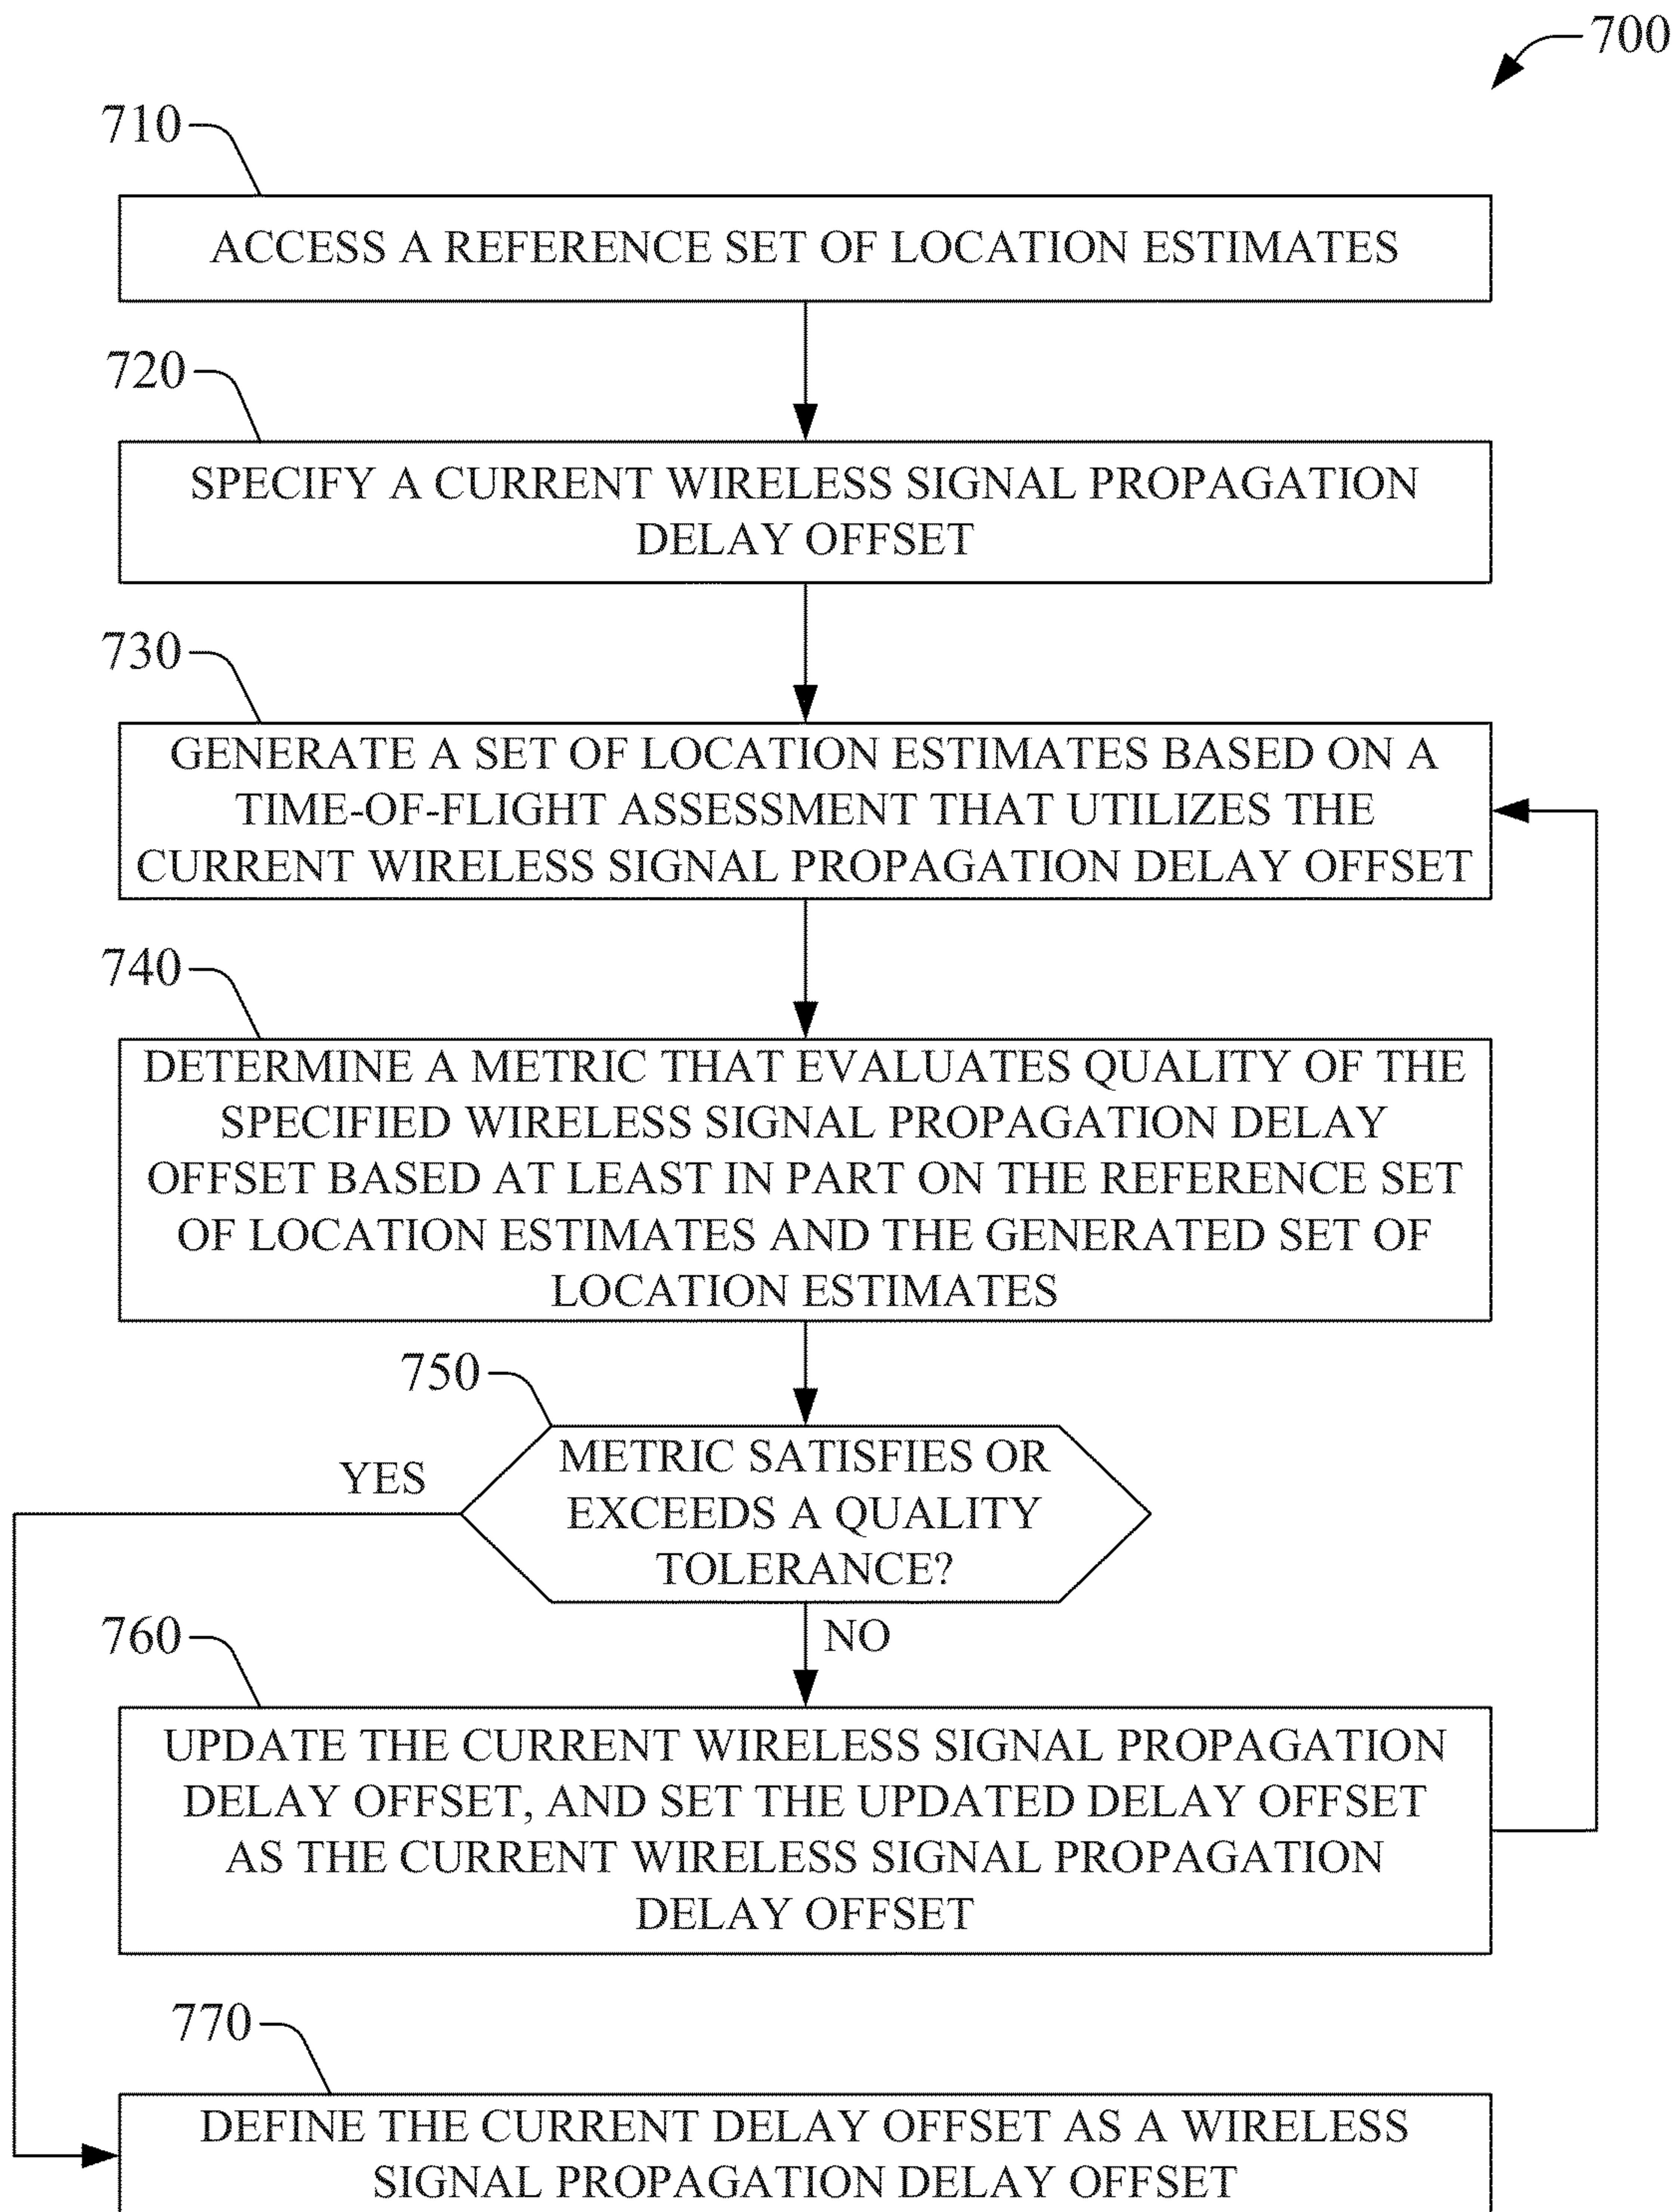 700
710
ACCESS A REFERENCE SET OF LOCATION ESTIMATES
720
SPECIFY A CURRENT WIRELESS SIGNAL PROPAGATION
DELAY OFFSET
730
GENERATE A SET OF LOCATION ESTIMATES BASED ON A
TIME-OF-FLIGHT ASSESSMENT THAT UTILIZES THE
CURRENT WIRELESS SIGNAL PROPAGATION DELAY OFFSET
740
DETERMINE A METRIC THAT EVALUATES QUALITY OF THE
SPECIFIED WIRELESS SIGNAL PROPAGATION DELAY
OFFSET BASED AT LEAST IN PART ON THE REFERENCE SET
OF LOCATION ESTIMATES AND THE GENERATED SET OF
LOCATION ESTIMATES
750
YES
METRIC SATISFIES OR
EXCEEDS A QUALITY
TOLERANCE?
NO
760
UPDATE THE CURRENT WIRELESS SIGNAL PROPAGATION
DELAY OFFSET, AND SET THE UPDATED DELAY OFFSET
AS THE CURRENT WIRELESS SIGNAL PROPAGATION
DELAY OFFSET
770
DEFINE THE CURRENT DELAY OFFSET AS A WIRELESS
SIGNAL PROPAGATION DELAY OFFSET